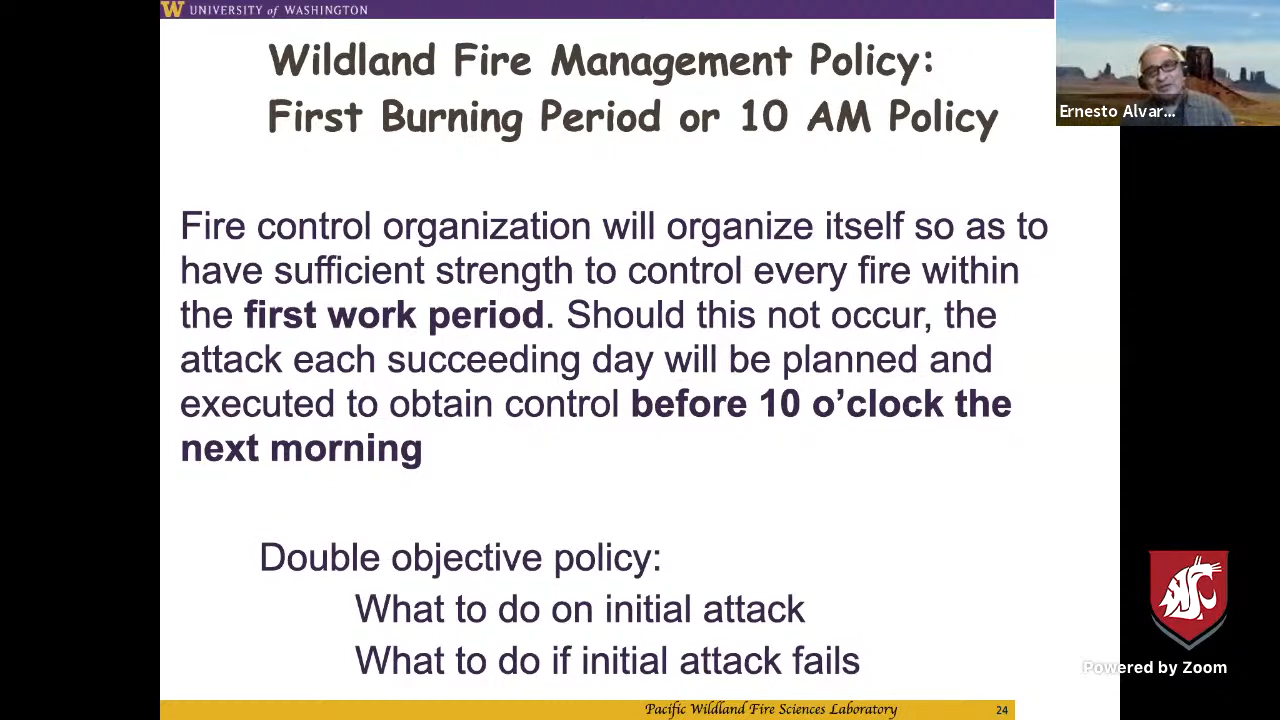 W UNIVERSITY of WASHINGTON
Wildland Fire Management Policy:
First Burning Period or 10 AM Policy
Ernesto Alvar...
Fire control organization will organize itself so as to
have sufficient strength to control every fire within
the first work period. Should this not occur, the
attack each succeeding day will be planned and
executed to obtain control before 10 o’clock the
next morning
Double objective policy:
What to do on initial attack
What to do if initial attack fails
Powered by Zoom
Pacific Wildland Fire Sciences Laboratory
24